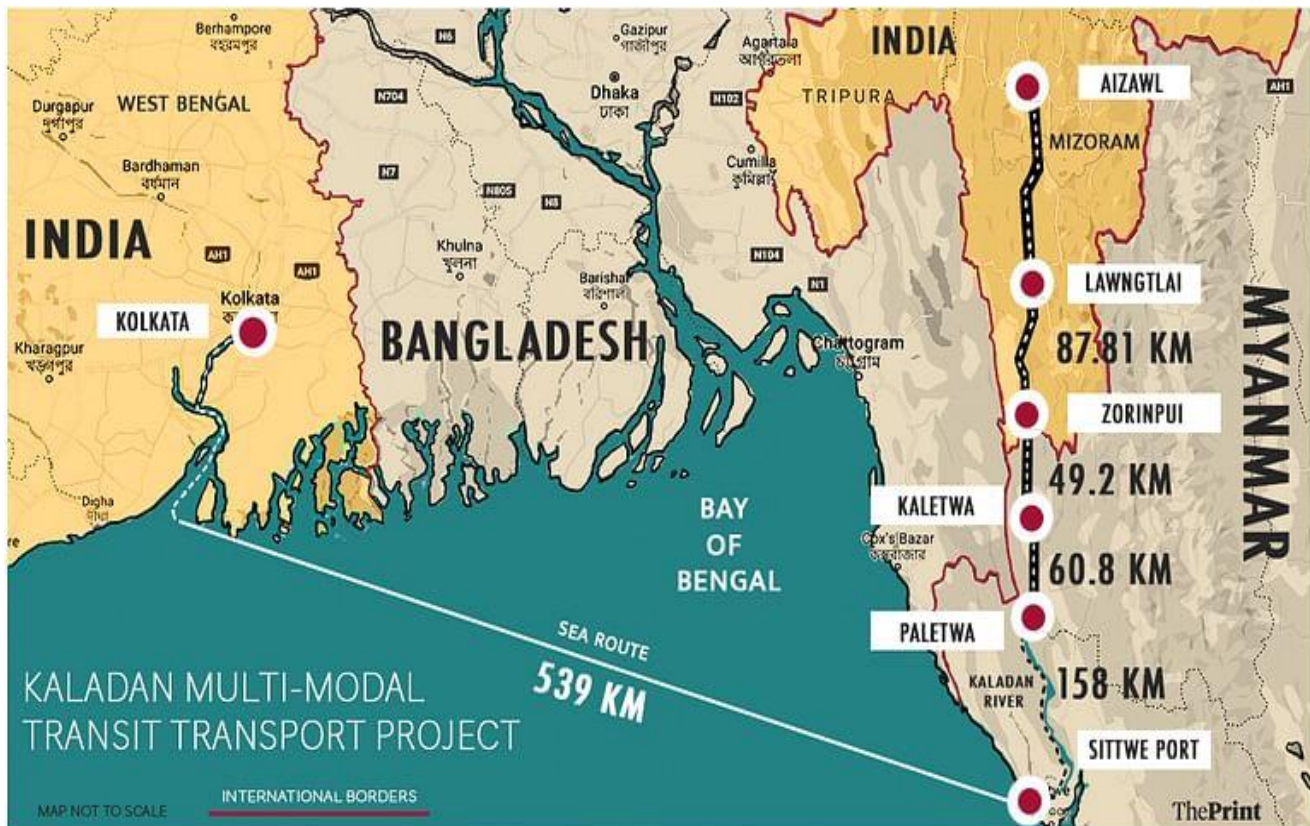 Berhampore
বহরমপুর
Durgapur
দুর্গাপুর
WEST BENGAL
Bardhaman
বর্ধমান
INDIA
AH1
AH1
Kolkata
KOLKATA
Kharagpur
খড়্গপুর
Digha
দীঘা
N6
N704
N7
N805
N8
Gazipur
গাজীপুর
Dhaka
ঢাকা
N102
Khulna
খুলনা
Barishal
বরিশাল
BANGLADESH
Agartala
আগরতলা
Cumilla
কুমিল্লা
N104
N1
Chattogram
চট্টগ্রাম
Cox's Bazar
কক্সবাজার
INDIA
TRIPURA
AIZAWL
AH1
MIZORAM
LAWNGTLAI
87.81 KM
ZORINPUI
49.2 KM
KALETWA
60.8 KM
PALETWA
KALADAN
RIVER
158 KM
SITTWE PORT
MYANMAR
BAY
OF
BENGAL
SEA ROUTE
539 KM
KALADAN MULTI-MODAL
TRANSIT TRANSPORT PROJECT
MAP NOT TO SCALE
INTERNATIONAL BORDERS
ThePrint